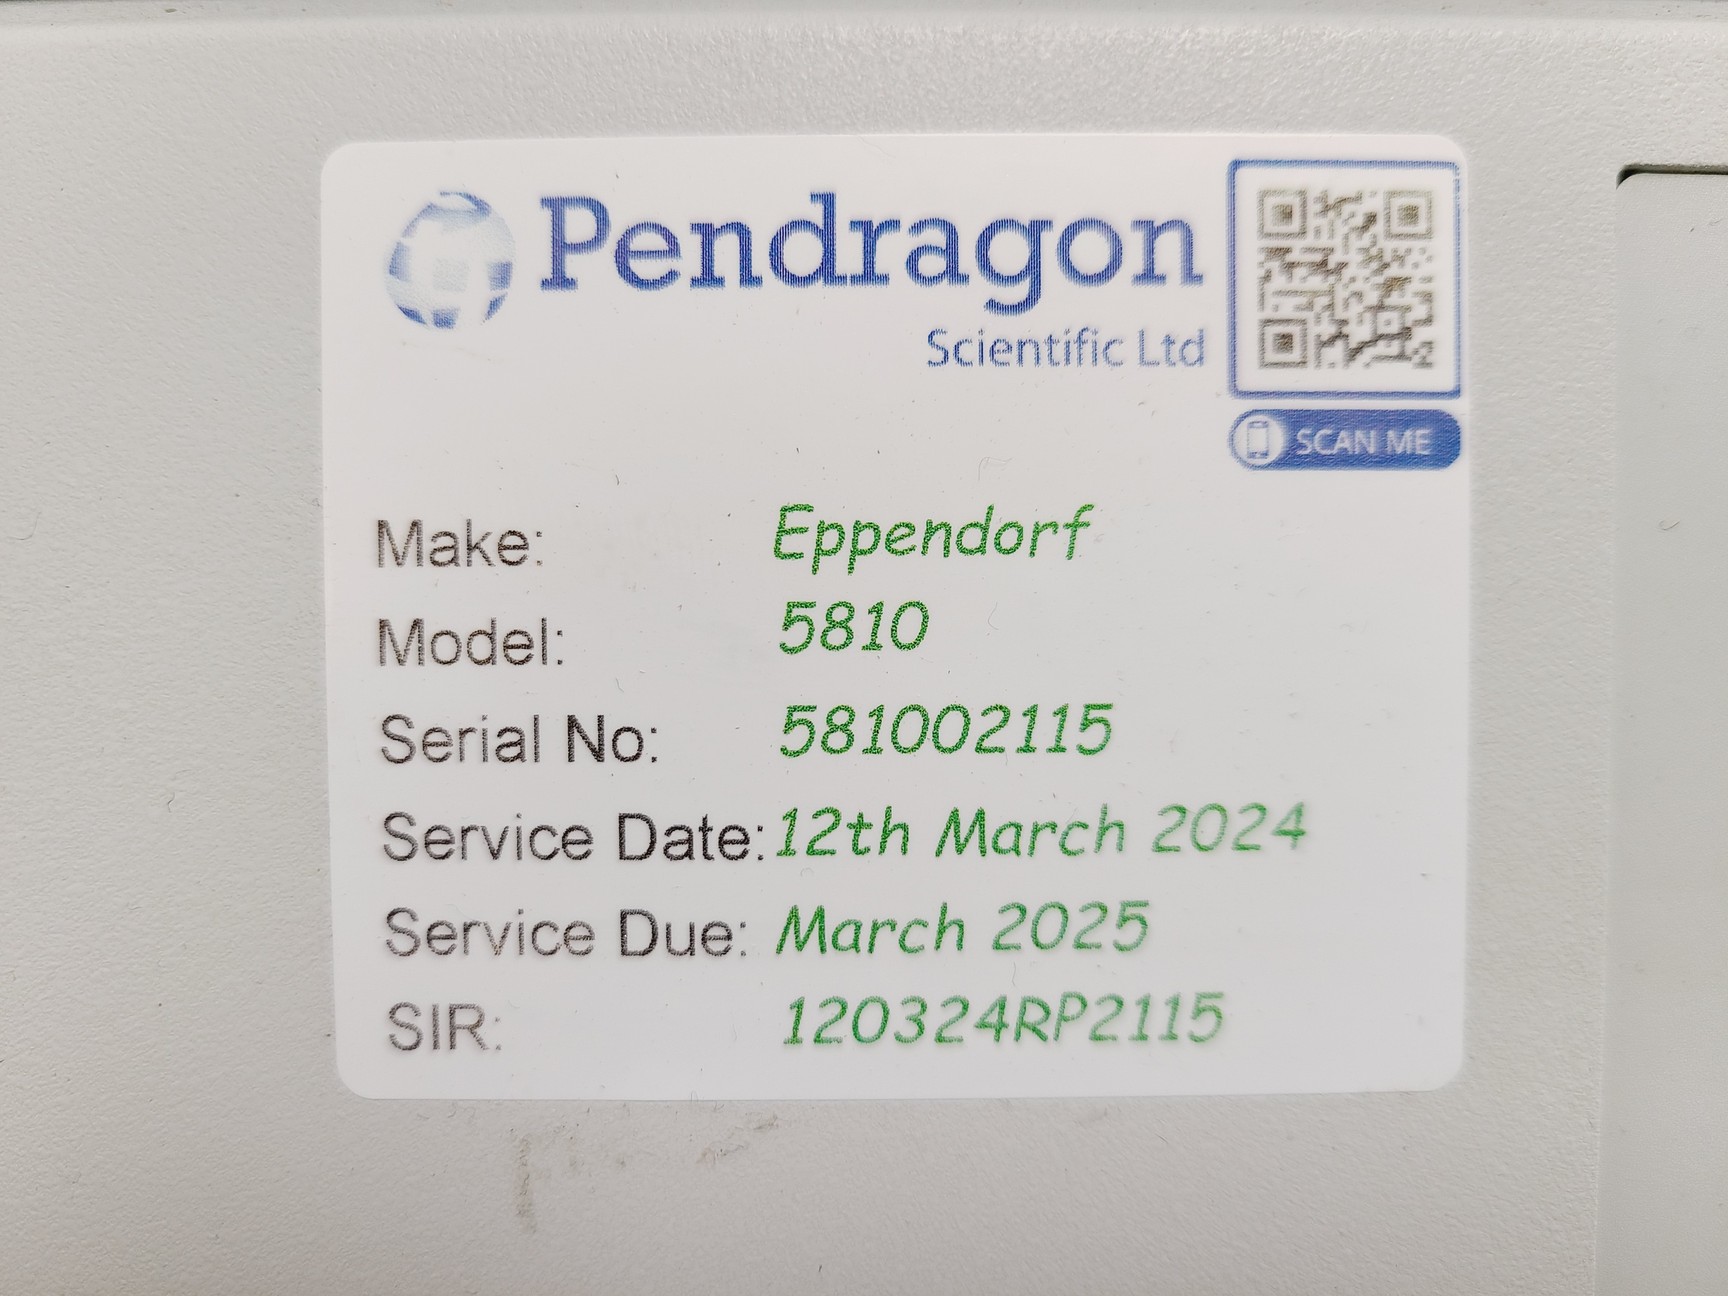 Pendragon
Scientific Ltd
SCAN ME
Make: Eppendorf
Model: 5810
Serial No: 581002115
Service Date: 12th March 2024
Service Due: March 2025
SIR: 120324RP2115